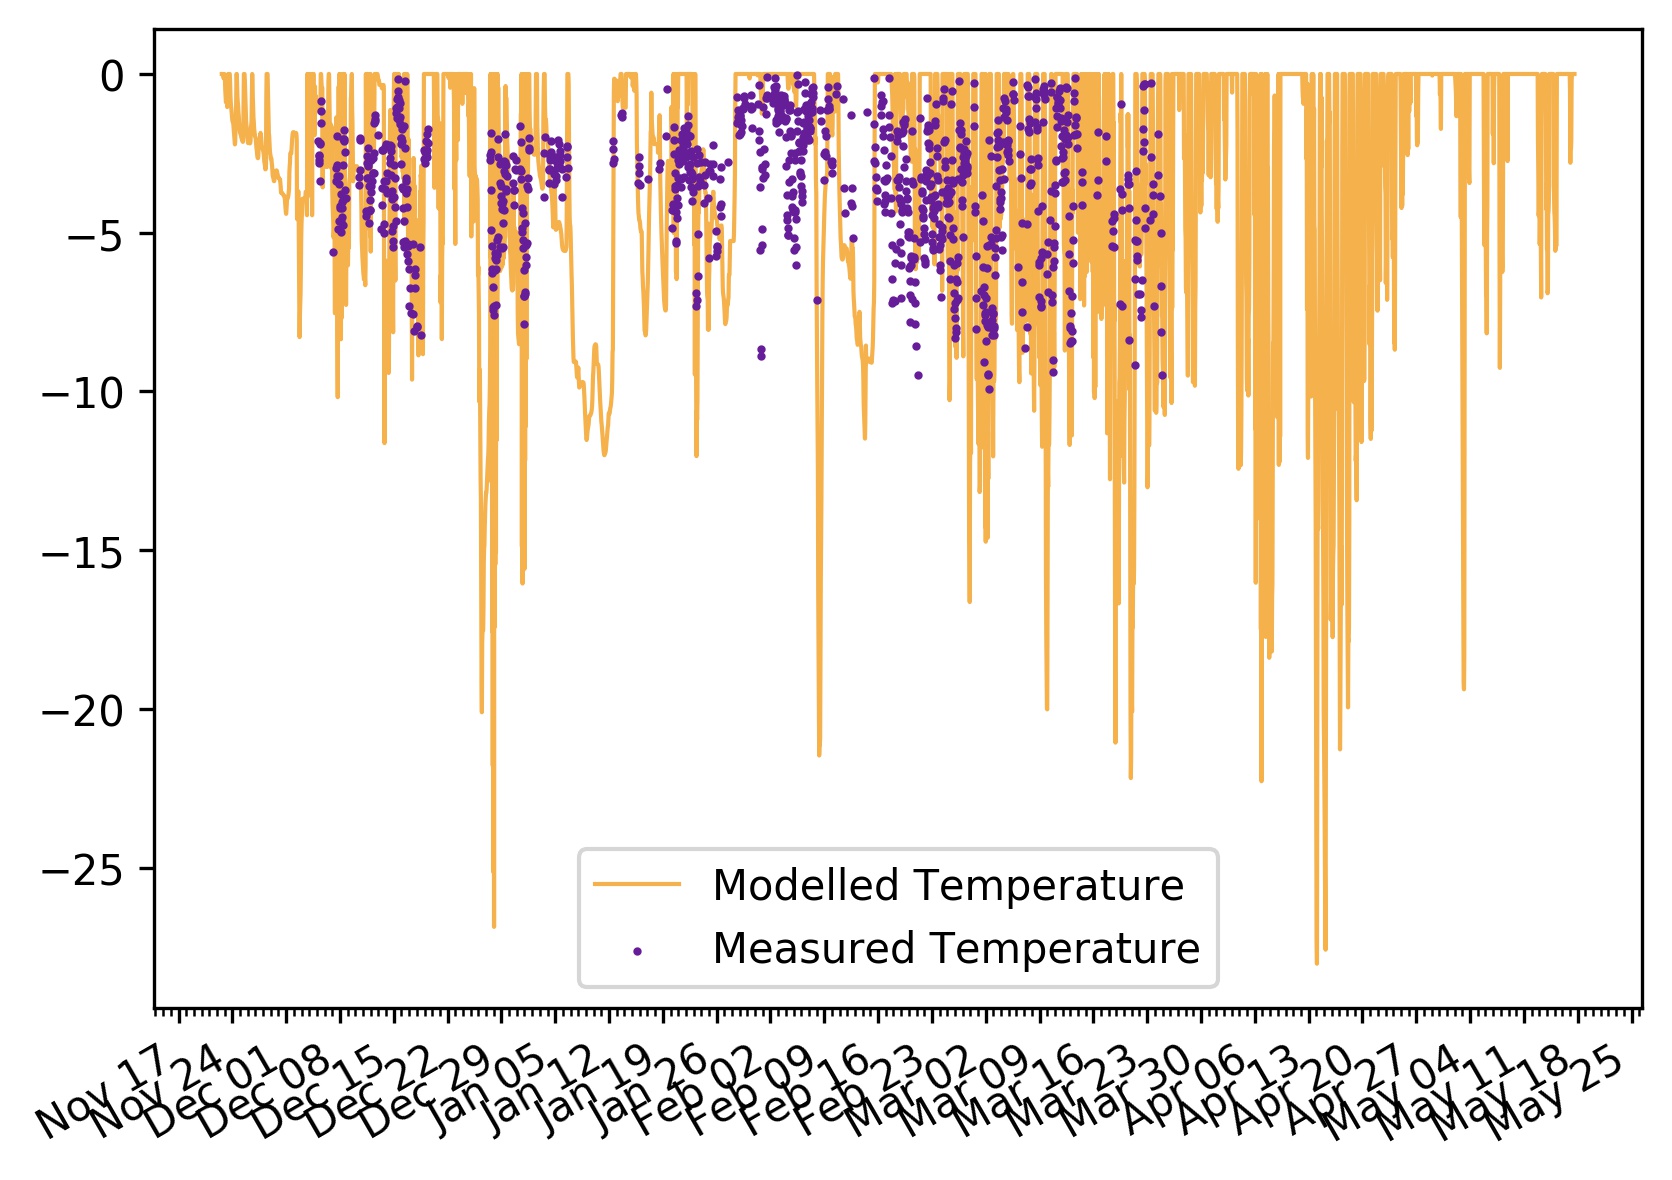 0
−5
−10
−15
−20
−25
Modelled Temperature
Measured Temperature
Nov 17
Nov 24
Dec 01
Dec 08
Dec 15
Dec 22
Dec 29
Jan 05
Jan 12
Jan 19
Jan 26
Feb 02
Feb 09
Feb 16
Feb 23
Mar 02
Mar 09
Mar 16
Mar 23
Mar 30
Apr 06
Apr 13
Apr 20
Apr 27
May 04
May 11
May 18
May 25